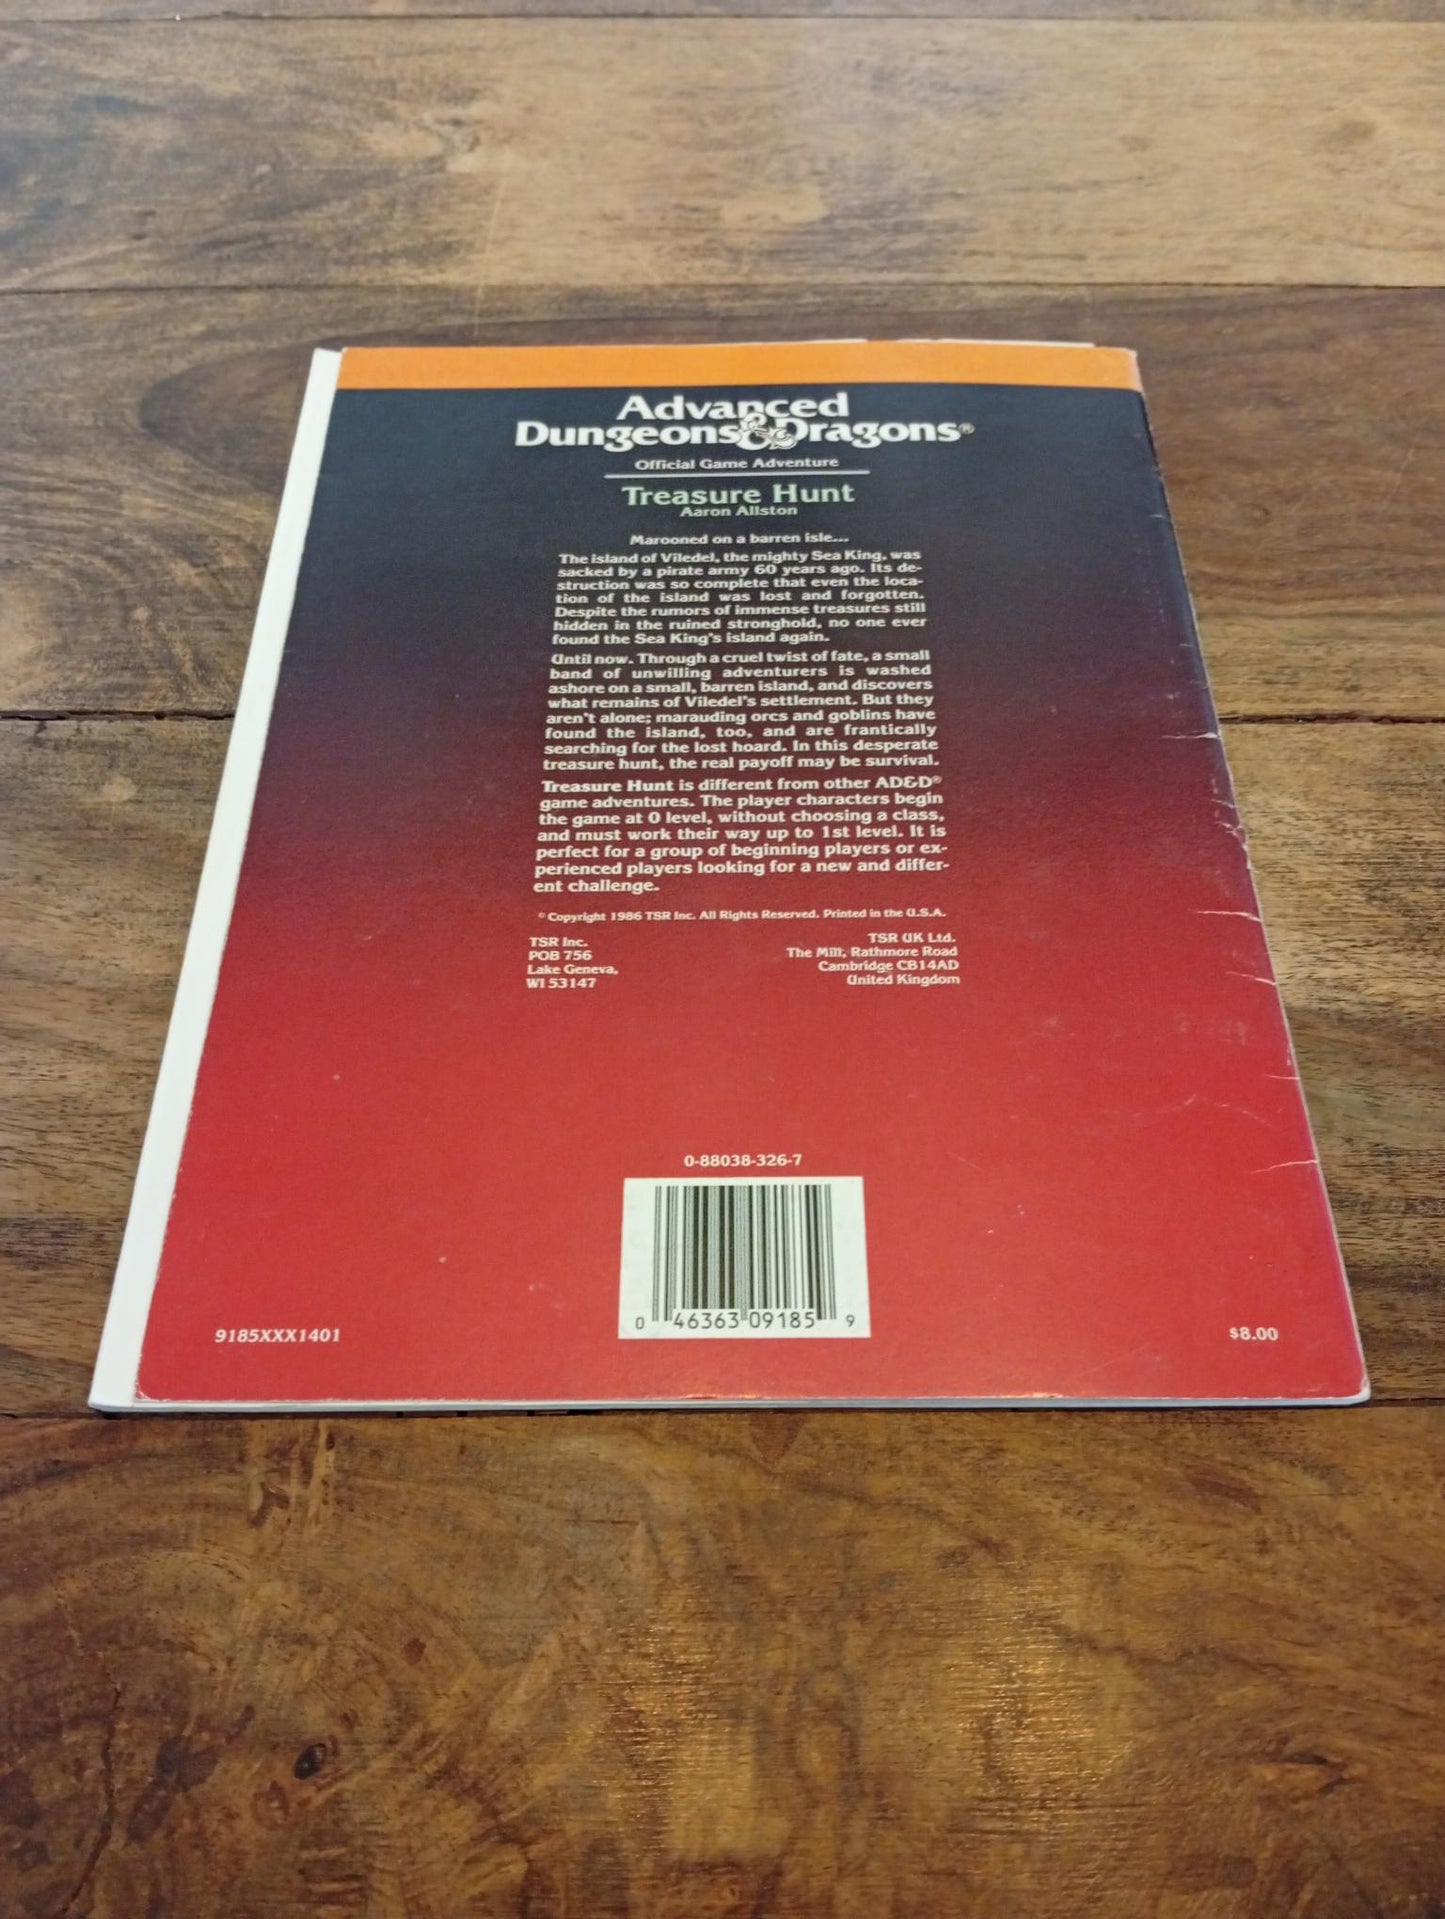 Advanced
Dungeons & Dragons®
Official Game Adventure
Treasure Hunt
Aaron Allston
Marooned on a barren isle...
The island of Viledel, the mighty Sea King, was
sacked by a pirate army 60 years ago. Its de-
struction was so complete that even the loca-
tion of the island was lost and forgotten.
Despite the rumors of immense treasures still
hidden in the ruined stronghold, no one ever
found the Sea King's island again.
Until now. Through a cruel twist of fate, a small
band of unwilling adventurers is washed
ashore on a small, barren island, and discovers
what remains of Viledel's settlement. But they
aren't alone; marauding orcs and goblins have
found the island, too, and are frantically
searching for the lost hoard. In this desperate
treasure hunt, the real payoff may be survival.
Treasure Hunt is different from other AD&D®
game adventures. The player characters begin
the game at 0 level, without choosing a class,
and must work their way up to 1st level. It is
perfect for a group of beginning players or ex-
perienced players looking for a new and differ-
ent challenge.
© Copyright 1986 TSR Inc. All Rights Reserved. Printed in the U.S.A.
TSR Inc.
POB 756
Lake Geneva,
WI 53147
TSR UK Ltd.
The Mill, Rathmore Road
Cambridge CB14AD
United Kingdom
0-88038-326-7
0 46363 09185 9
9185XXX1401
$8.00